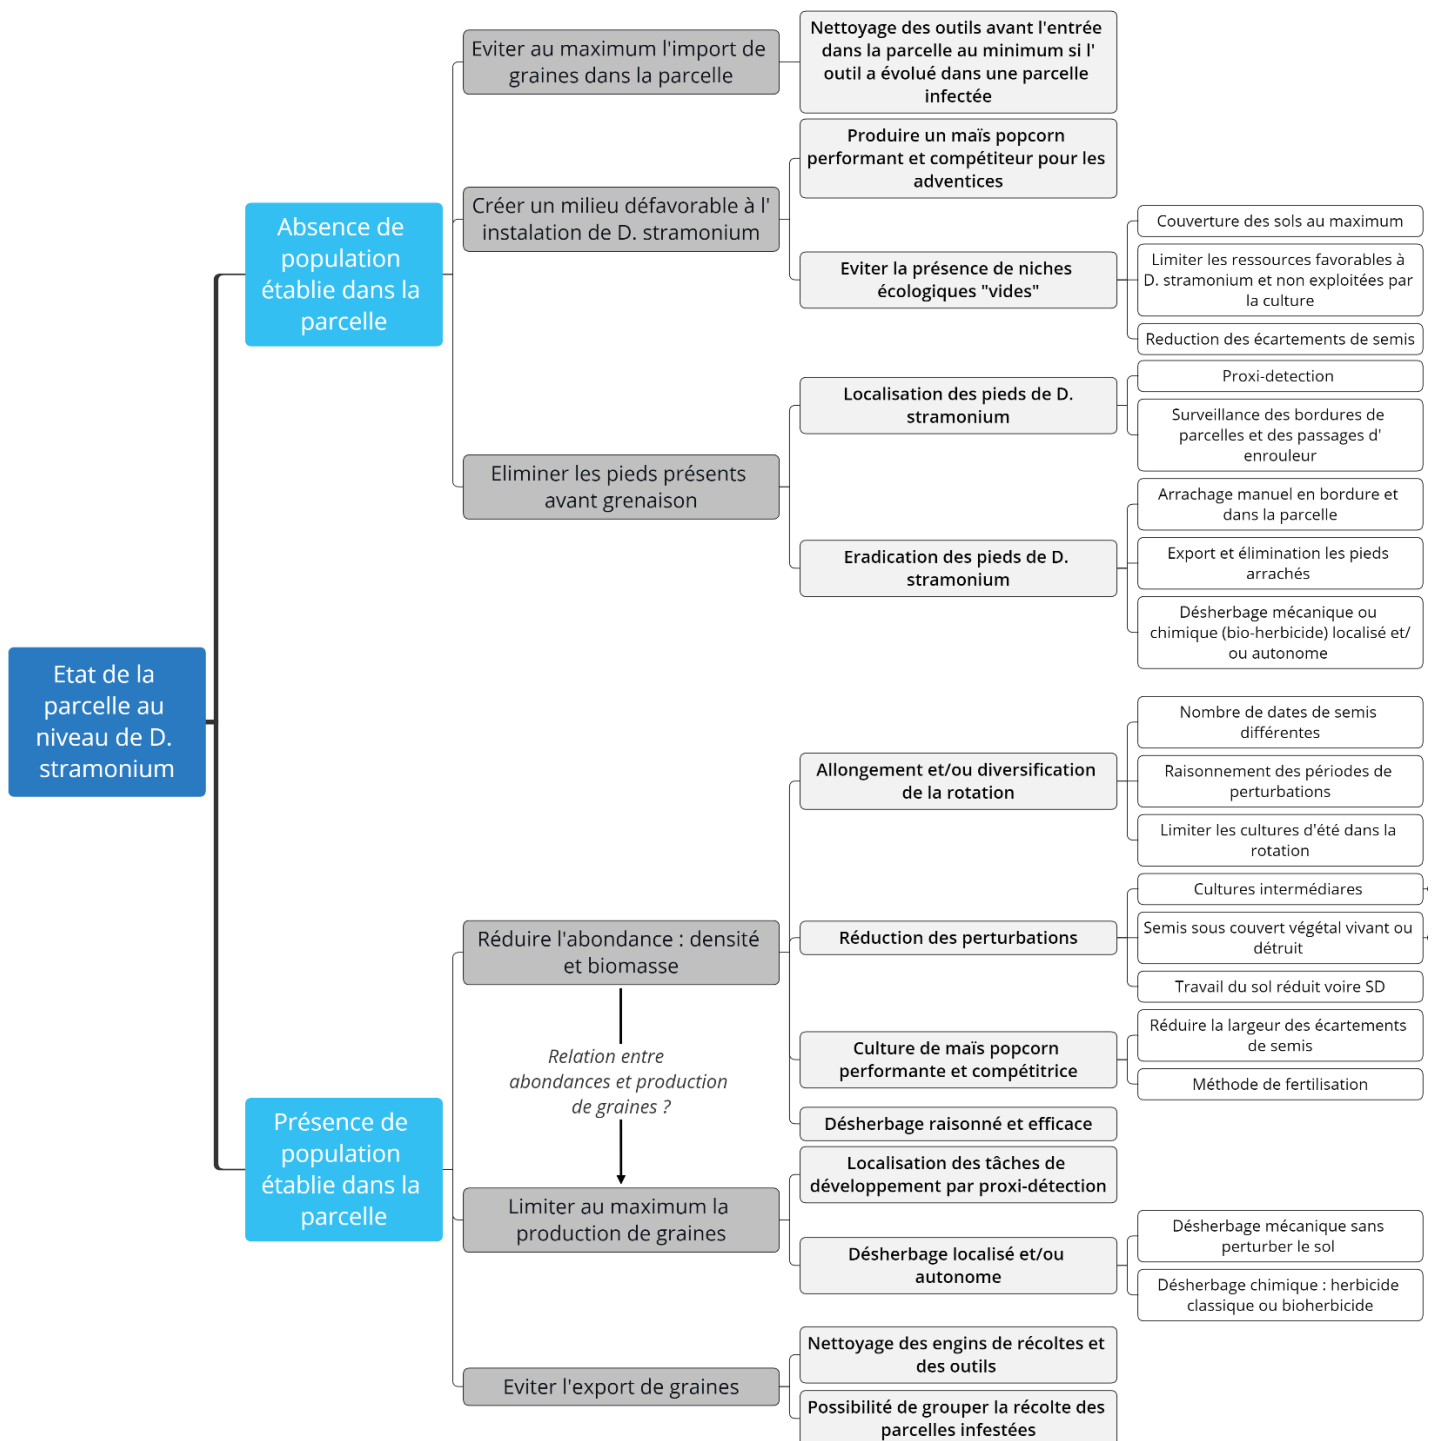 Etat de la
parcelle au
niveau de D.
stramonium
Absence de
population
établie dans la
parcelle
Eviter au maximum l'import de
graines dans la parcelle
Nettoyage des outils avant l'entrée
dans la parcelle au minimum si l'
outil a évolué dans une parcelle
infectée
Créer un milieu défavorable à l'
instalation de D. stramonium
Produire un maïs popcorn
performant et compétiteur pour les
adventices
Eviter la présence de niches
écologiques "vides"
Couverture des sols au maximum
Limiter les ressources favorables à
D. stramonium et non exploitées par
la culture
Reduction des écartements de semis
Eliminer les pieds présents
avant grenaison
Localisation des pieds de D.
stramonium
Proxi-detection
Surveillance des bordures de
parcelles et des passages d'
enrouleur
Eradication des pieds de D.
stramonium
Arrachage manuel en bordure et
dans la parcelle
Export et élimination les pieds
arrachés
Désherbage mécanique ou
chimique (bio-herbicide) localisé et/
ou autonome
Présence de
population
établie dans la
parcelle
Réduire l'abondance : densité
et biomasse
Allongement et/ou diversification
de la rotation
Nombre de dates de semis
différentes
Raisonnement des périodes de
perturbations
Limiter les cultures d'été dans la
rotation
Réduction des perturbations
Cultures intermédiares
Semis sous couvert végétal vivant ou
détruit
Travail du sol réduit voire SD
Culture de maïs popcorn
performante et compétitrice
Réduire la largeur des écartements
de semis
Méthode de fertilisation
Désherbage raisonné et efficace
Relation entre
abondances et production
de graines ?
Limiter au maximum la
production de graines
Localisation des tâches de
développement par proxi-détection
Désherbage localisé et/ou
autonome
Désherbage mécanique sans
perturber le sol
Désherbage chimique : herbicide
classique ou bioherbicide
Eviter l'export de graines
Nettoyage des engins de récoltes et
des outils
Possibilité de grouper la récolte des
parcelles infestées